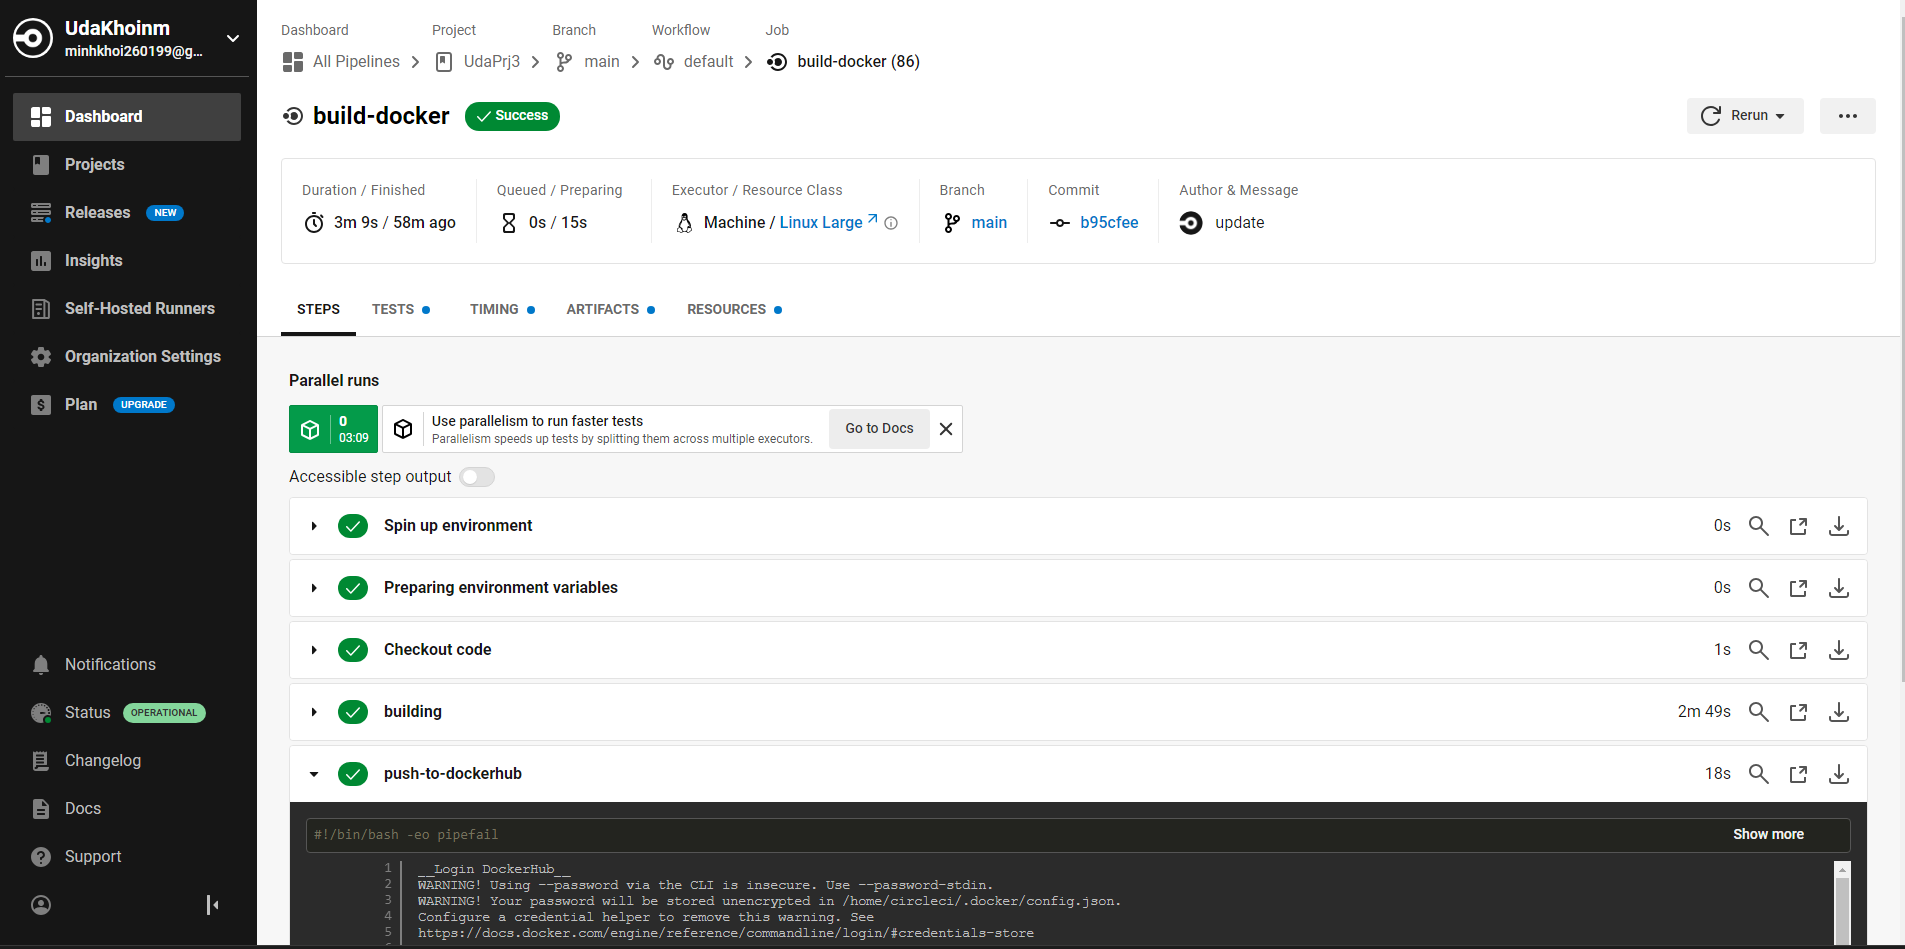 UdaKhoinm
minhkhoi260199@g...
Dashboard
Projects
Releases NEW
Insights
Self-Hosted Runners
Organization Settings
Plan UPGRADE
Notifications
Status OPERATIONAL
Changelog
Docs
Support
Dashboard Project Branch Workflow Job
All Pipelines UdaPrj3 main default build-docker (86)
build-docker Success
Rerun
Duration / Finished
3m 9s / 58m ago
Queued / Preparing
0s / 15s
Executor / Resource Class
Machine / Linux Large
Branch
main
Commit
b95cfee
Author & Message
update
STEPS TESTS TIMING ARTIFACTS RESOURCES
Parallel runs
0
03:09
Use parallelism to run faster tests
Parallelism speeds up tests by splitting them across multiple executors.
Go to Docs
Accessible step output
Spin up environment 0s
Preparing environment variables 0s
Checkout code 1s
building 2m 49s
push-to-dockerhub 18s
#!/bin/bash -eo pipefail Show more
1 __Login DockerHub__
2 WARNING! Using --password via the CLI is insecure. Use --password-stdin.
3 WARNING! Your password will be stored unencrypted in /home/circleci/.docker/config.json.
4 Configure a credential helper to remove this warning. See
5 https://docs.docker.com/engine/reference/commandline/login/#credentials-store